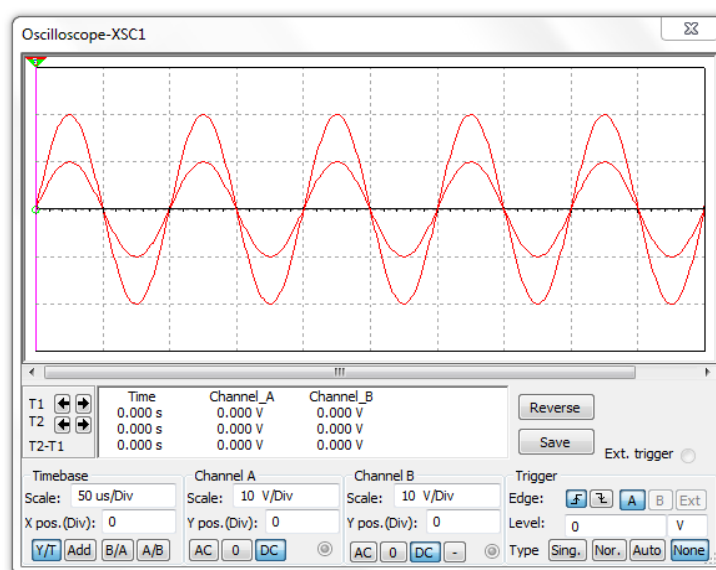 Oscilloscope-XSC1
T1
T2
T2-T1
Time Channel_A Channel_B
0.000 s 0.000 V 0.000 V
0.000 s 0.000 V 0.000 V
0.000 s 0.000 V 0.000 V
Reverse
Save
Ext. trigger
Timebase
Scale: 50 us/Div
X pos.(Div): 0
Y/T Add B/A A/B
Channel A
Scale: 10 V/Div
Y pos.(Div): 0
AC 0 DC
Channel B
Scale: 10 V/Div
Y pos.(Div): 0
AC 0 DC -
Trigger
Edge: A B Ext
Level: 0 V
Type Sing. Nor. Auto None